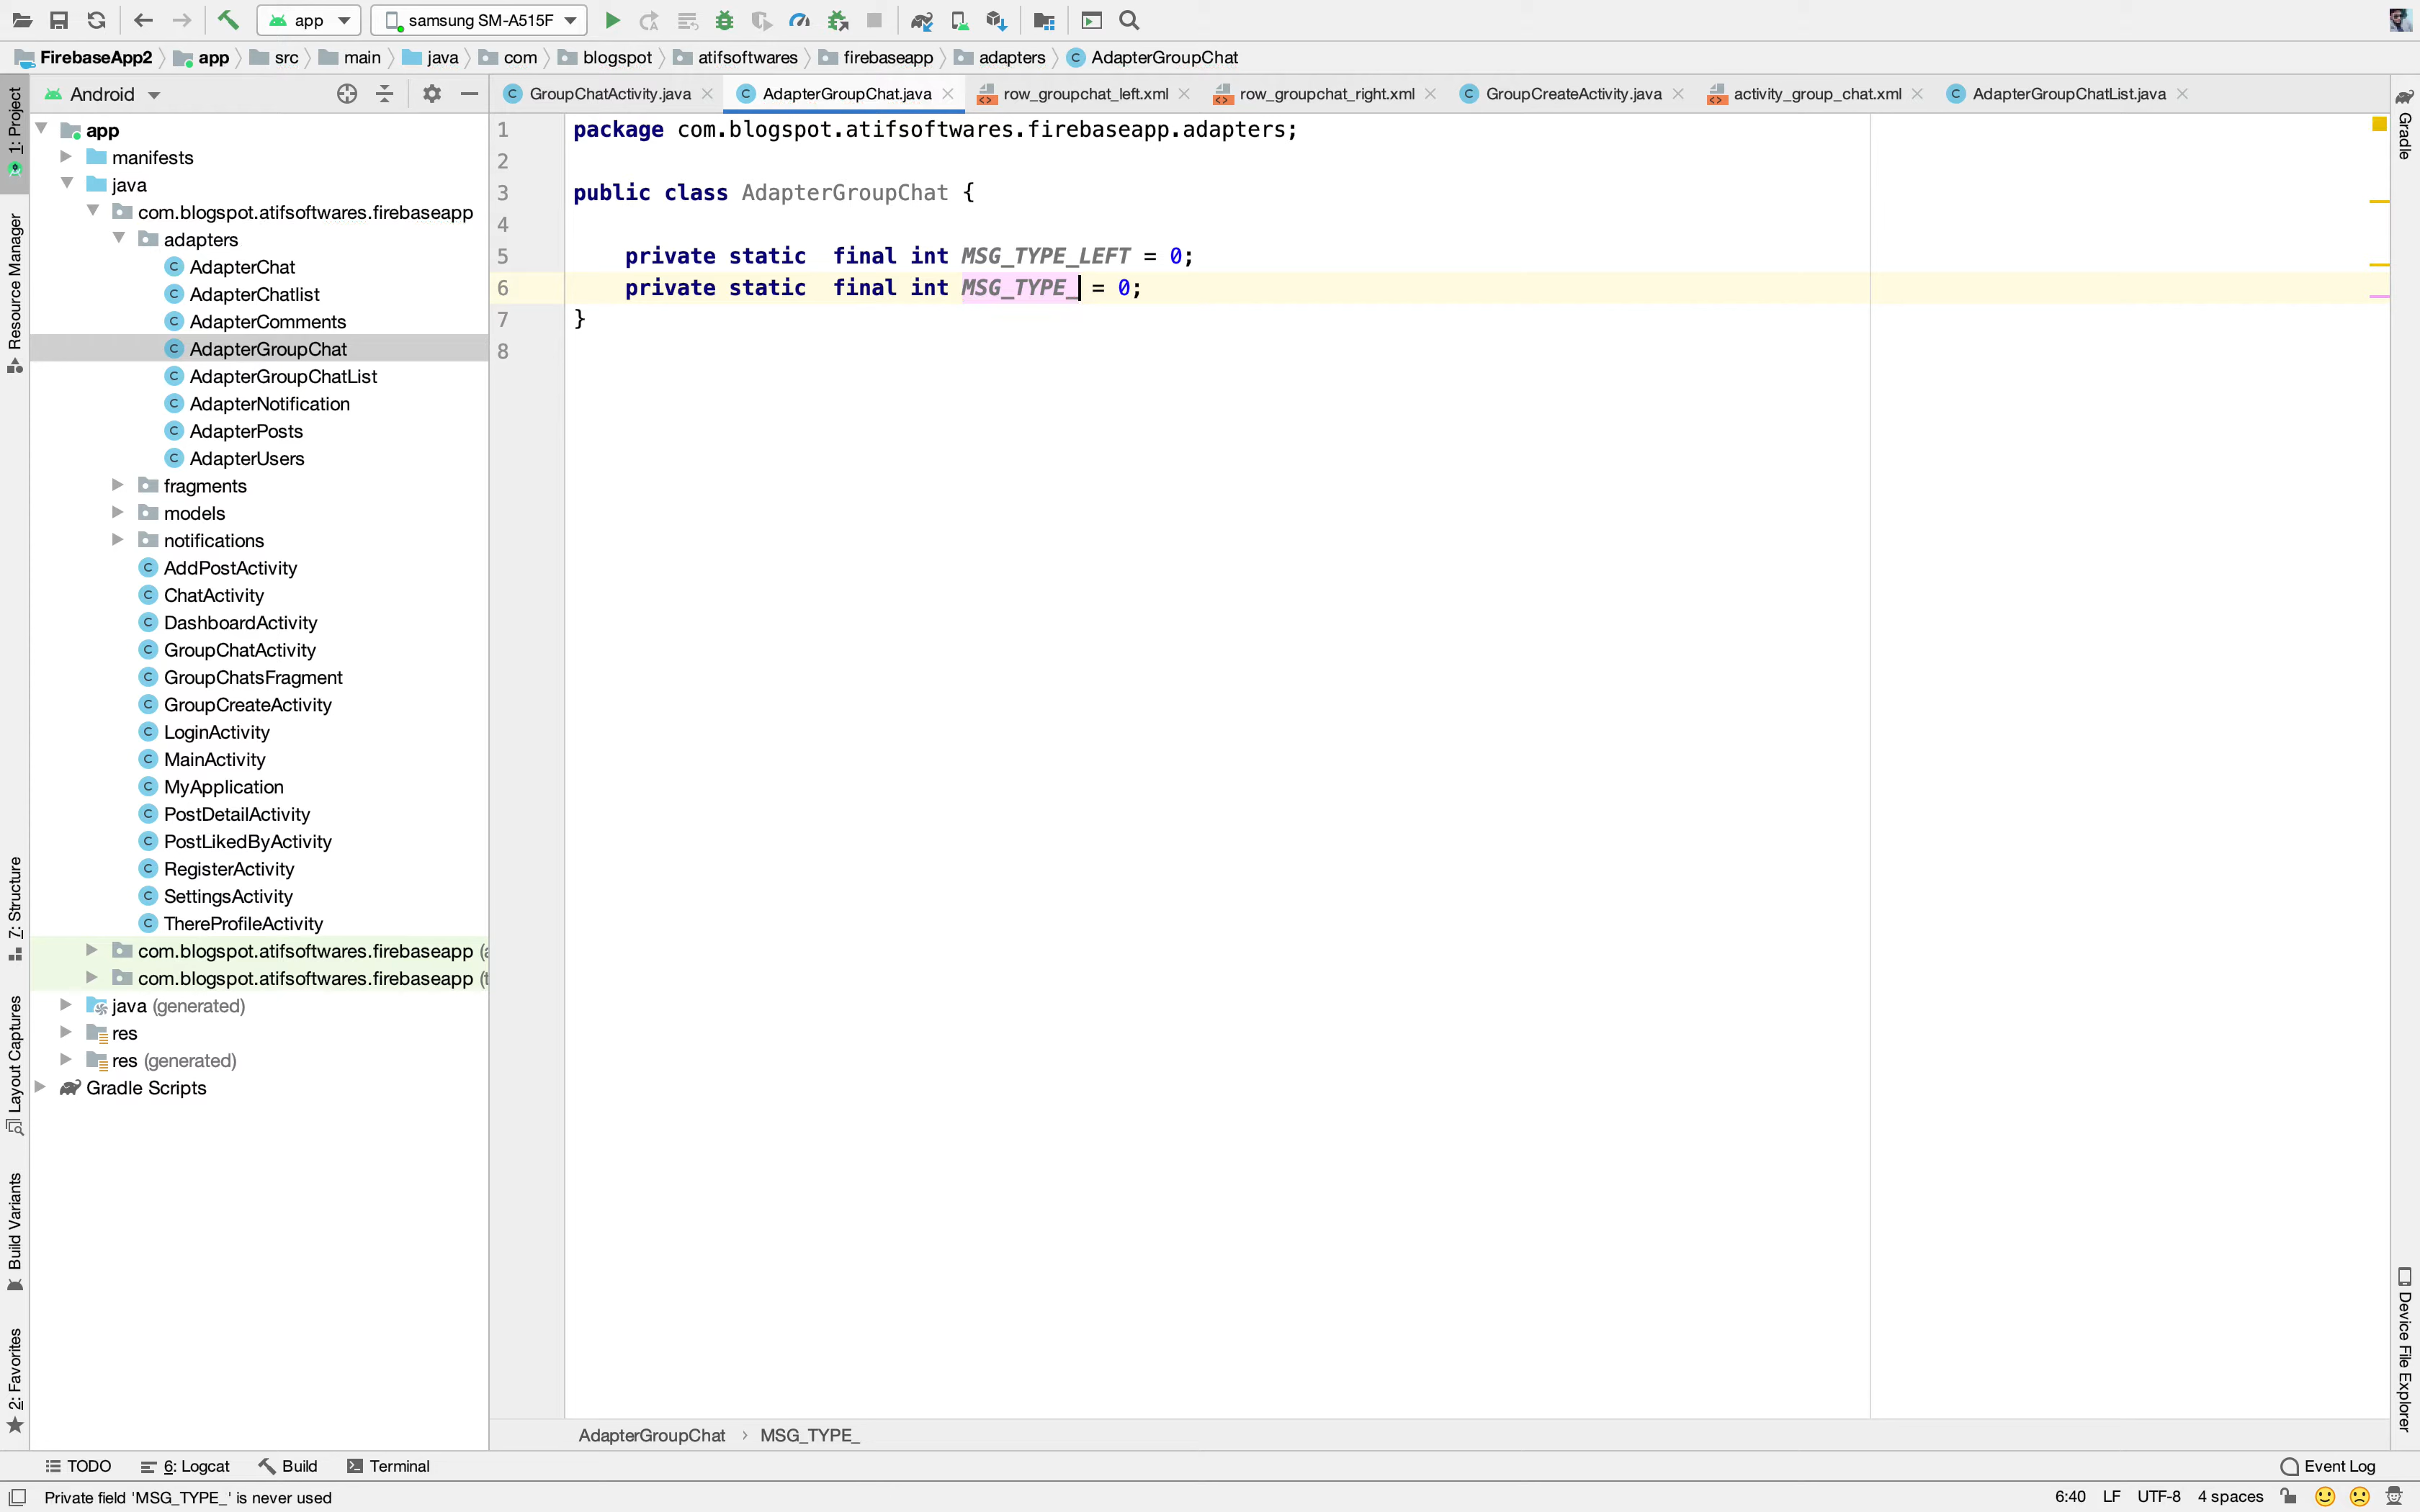 app
samsung SM-A515F
FirebaseApp2 app src main java com blogspot atifsoftwares firebaseapp adapters AdapterGroupChat
Android
GroupChatActivity.java AdapterGroupChat.java row_groupchat_left.xml row_groupchat_right.xml GroupCreateActivity.java activity_group_chat.xml AdapterGroupChatList.java
1: Project
Resource Manager
7: Structure
Layout Captures
Build Variants
2: Favorites
app
manifests
java
com.blogspot.atifsoftwares.firebaseapp
adapters
AdapterChat
AdapterChatlist
AdapterComments
AdapterGroupChat
AdapterGroupChatList
AdapterNotification
AdapterPosts
AdapterUsers
fragments
models
notifications
AddPostActivity
ChatActivity
DashboardActivity
GroupChatActivity
GroupChatsFragment
GroupCreateActivity
LoginActivity
MainActivity
MyApplication
PostDetailActivity
PostLikedByActivity
RegisterActivity
SettingsActivity
ThereProfileActivity
com.blogspot.atifsoftwares.firebaseapp
com.blogspot.atifsoftwares.firebaseapp (t
java (generated)
res
res (generated)
Gradle Scripts
1 package com.blogspot.atifsoftwares.firebaseapp.adapters;
2
3 public class AdapterGroupChat {
4
5 private static  final int MSG_TYPE_LEFT = 0;
6 private static  final int MSG_TYPE_ = 0;
7 }
8
Gradle
Device File Explorer
AdapterGroupChat › MSG_TYPE_
TODO 6: Logcat Build Terminal Event Log
Private field 'MSG_TYPE_' is never used 6:40 LF UTF-8 4 spaces